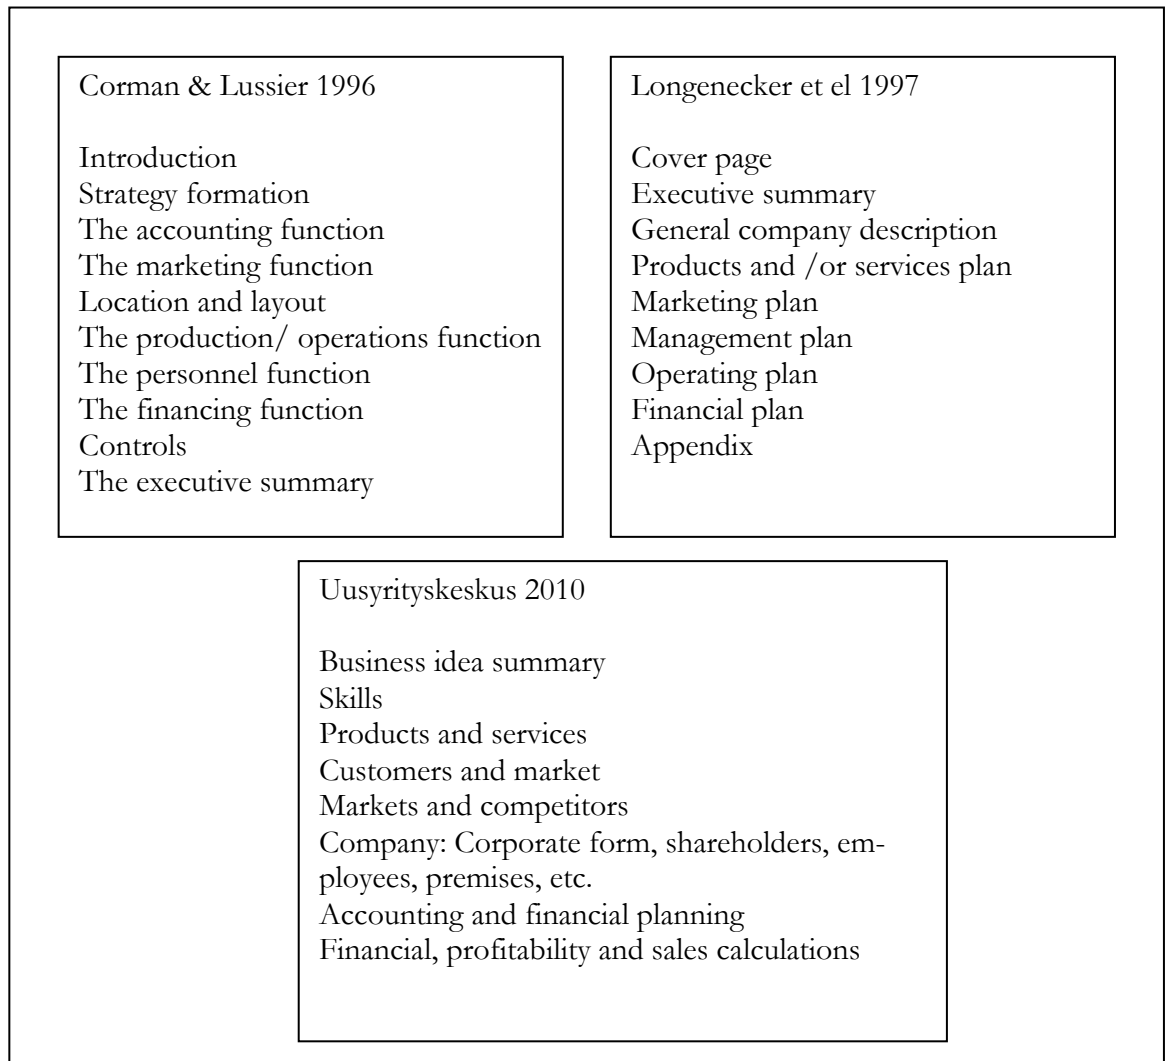 Corman & Lussier 1996
Introduction
Strategy formation
The accounting function
The marketing function
Location and layout
The production/ operations function
The personnel function
The financing function
Controls
The executive summary
Longenecker et el 1997
Cover page
Executive summary
General company description
Products and /or services plan
Marketing plan
Management plan
Operating plan
Financial plan
Appendix
Uusyrityskeskus 2010
Business idea summary
Skills
Products and services
Customers and market
Markets and competitors
Company: Corporate form, shareholders, em-
ployees, premises, etc.
Accounting and financial planning
Financial, profitability and sales calculations